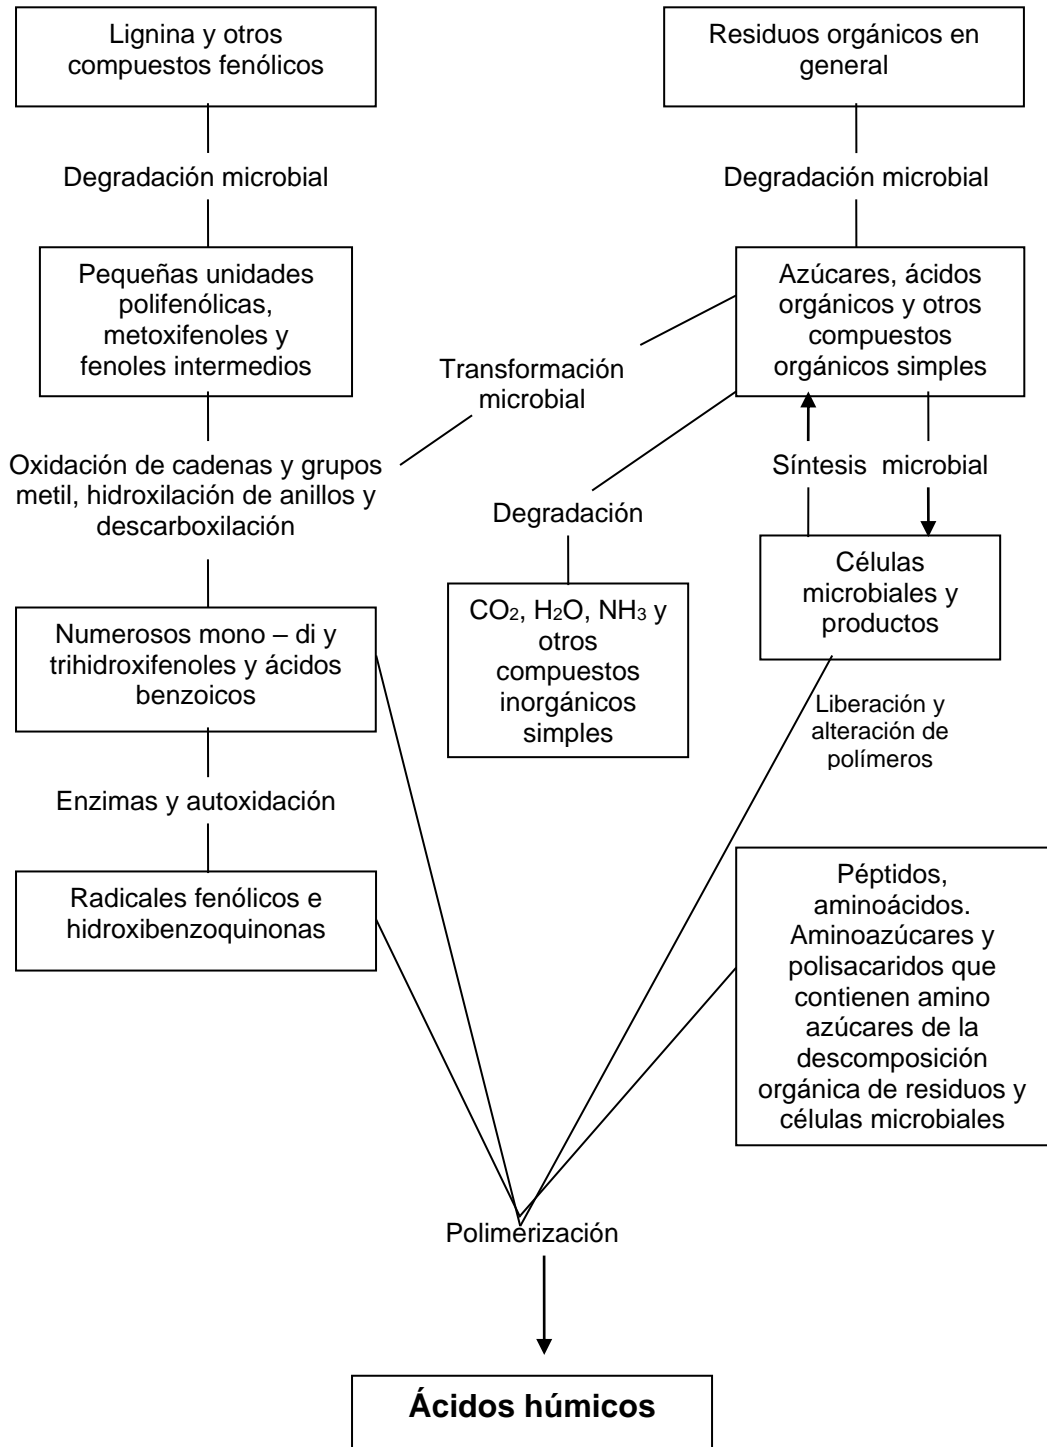 Lignina y otros
compuestos fenólicos
Residuos orgánicos en
general
Degradación microbial
Degradación microbial
Pequeñas unidades
polifenólicas,
metoxifenoles y
fenoles intermedios
Azúcares, ácidos
orgánicos y otros
compuestos
orgánicos simples
Transformación
microbial
Oxidación de cadenas y grupos
metil, hidroxilación de anillos y
descarboxilación
Síntesis microbial
Degradación
Células
microbiales y
productos
CO₂, H₂O, NH₃ y
otros
compuestos
inorgánicos
simples
Numerosos mono – di y
trihidroxifenoles y ácidos
benzoicos
Liberación y
alteración de
polímeros
Enzimas y autoxidación
Radicales fenólicos e
hidroxibenzoquinonas
Péptidos,
aminoácidos.
Aminoazúcares y
polisacaridos que
contienen amino
azúcares de la
descomposición
orgánica de residuos y
células microbiales
Polimerización
Ácidos húmicos